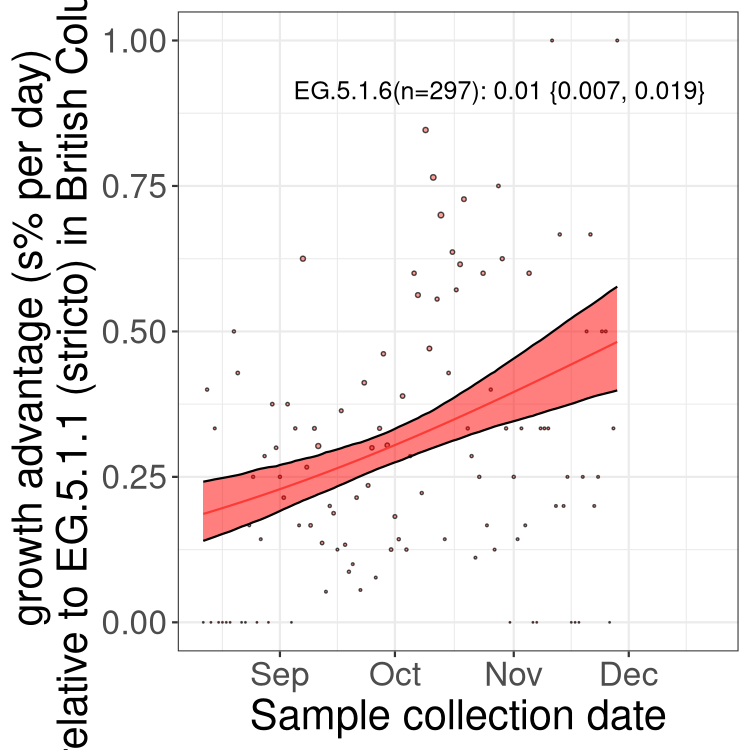 growth advantage (s% per day)
relative to EG.5.1.1 (stricto) in British
1.00
EG.5.1.6(n=297): 0.01 {0.007, 0.019}
0.75
0.50
0.25
0.00
Sep Oct Nov Dec
Sample collection date